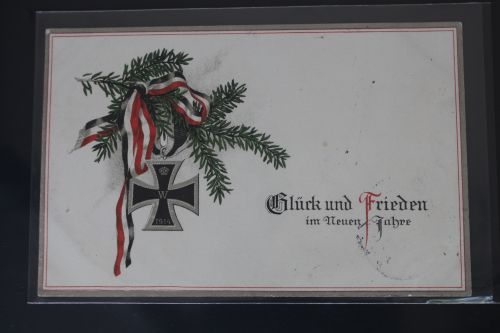 W
1914
Glück und Frieden
im Neuen Jahre